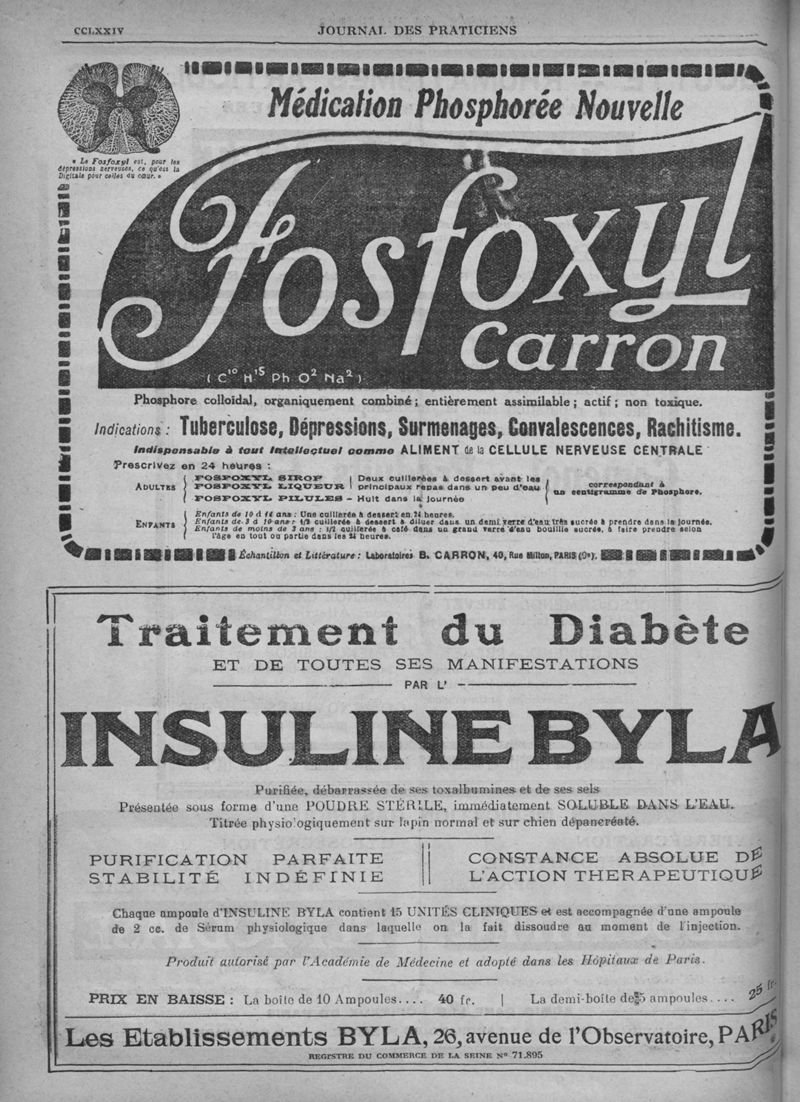 CCLXXIV JOURNAL DES PRATICIENS
Médication Phosphorée Nouvelle
« Le Fosfoxyl est, pour les
dépressions nerveuses, ce qu'est la
Digitale pour celles du cœur. »
Fosfoxyl
Carron
( C¹⁰ H¹⁵ Ph O² Na² )
Phosphore colloïdal, organiquement combiné; entièrement assimilable; actif; non toxique.
Indications: Tuberculose, Dépressions, Surmenages, Convalescences, Rachitisme.
Indispensable à tout Intellectuel comme ALIMENT de la CELLULE NERVEUSE CENTRALE
Prescrivez en 24 heures :
ADULTES
FOSFOXYL SIROP
FOSFOXYL LIQUEUR
Deux cuillerées à dessert avant les
principaux repas dans un peu d'eau
FOSFOXYL PILULES – Huit dans la journée
correspondant à
un centigramme de Phosphore.
ENFANTS
Enfants de 10 à 14 ans : Une cuillerée à dessert en 24 heures.
Enfants de 3 à 10 ans : 1/2 cuillerée à dessert à diluer dans un demi verre d'eau très sucrée à prendre dans la journée.
Enfants de moins de 3 ans : 1/2 cuillerée à café dans un grand verre d'eau bouillie sucrée, à faire prendre selon
l'âge en tout ou partie dans les 24 heures.
Échantillon et Littérature : Laboratoires B. CARRON, 40, Rue Milton, PARIS (9e).
Traitement du Diabète
ET DE TOUTES SES MANIFESTATIONS
PAR L'
INSULINE BYLA
Purifiée, débarrassée de ses toxalbumines et de ses sels
Présentée sous forme d'une POUDRE STÉRILE, immédiatement SOLUBLE DANS L'EAU.
Titrée physiologiquement sur lapin normal et sur chien dépancréaté.
PURIFICATION PARFAITE
STABILITÉ INDÉFINIE
CONSTANCE ABSOLUE DE
L'ACTION THERAPEUTIQUE
Chaque ampoule d'INSULINE BYLA contient 15 UNITÉS CLINIQUES et est accompagnée d'une ampoule
de 2 cc. de Sérum physiologique dans laquelle on la fait dissoudre au moment de l'injection.
Produit autorisé par l'Académie de Médecine et adopté dans les Hôpitaux de Paris.
PRIX EN BAISSE : La boîte de 10 Ampoules.... 40 fr. | La demi-boîte de 5 ampoules.... 25 fr.
Les Etablissements BYLA, 26, avenue de l'Observatoire, PARIS
REGISTRE DU COMMERCE DE LA SEINE Nº 71.895